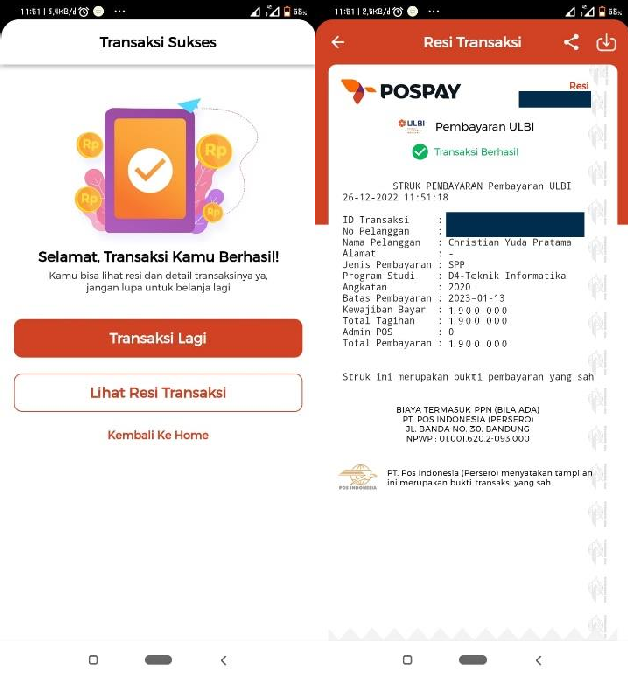 11:51 | 5,9KB/d
68%
Transaksi Sukses
Rp
Rp
Rp
Rp
Selamat, Transaksi Kamu Berhasil!
Kamu bisa lihat resi dan detail transaksinya ya,
jangan lupa untuk belanja lagi
Transaksi Lagi
Lihat Resi Transaksi
Kembali Ke Home
11:51 | 2,9KB/d
68%
Resi Transaksi
POSPAY
Resi
ULBI
Pembayaran ULBI
Transaksi Berhasil
STRUK PEMBAYARAN Pembayaran ULBI
26-12-2022 11:51:18
ID Transaksi :
No Pelanggan :
Nama Pelanggan : Christian Yuda Pratama
Alamat : -
Jenis Pembayaran : SPP
Program Studi : D4-Teknik Informatika
Angkatan : 2020
Batas Pembayaran : 2023-01-13
Kewajiban Bayar : 1 900 000
Total Tagihan : 1 900 000
Admin POS : 0
Total Pembayaran : 1 900 000
Struk ini merupakan bukti pembayaran yang sah
BIAYA TERMASUK PPN (BILA ADA)
PT. POS INDONESIA (PERSERO)
JL. BANDA NO. 30, BANDUNG
NPWP : 01.001.620.2-093.000
POS INDONESIA
PT. Pos Indonesia (Persero) menyatakan tampilan
ini merupakan bukti transaksi yang sah.